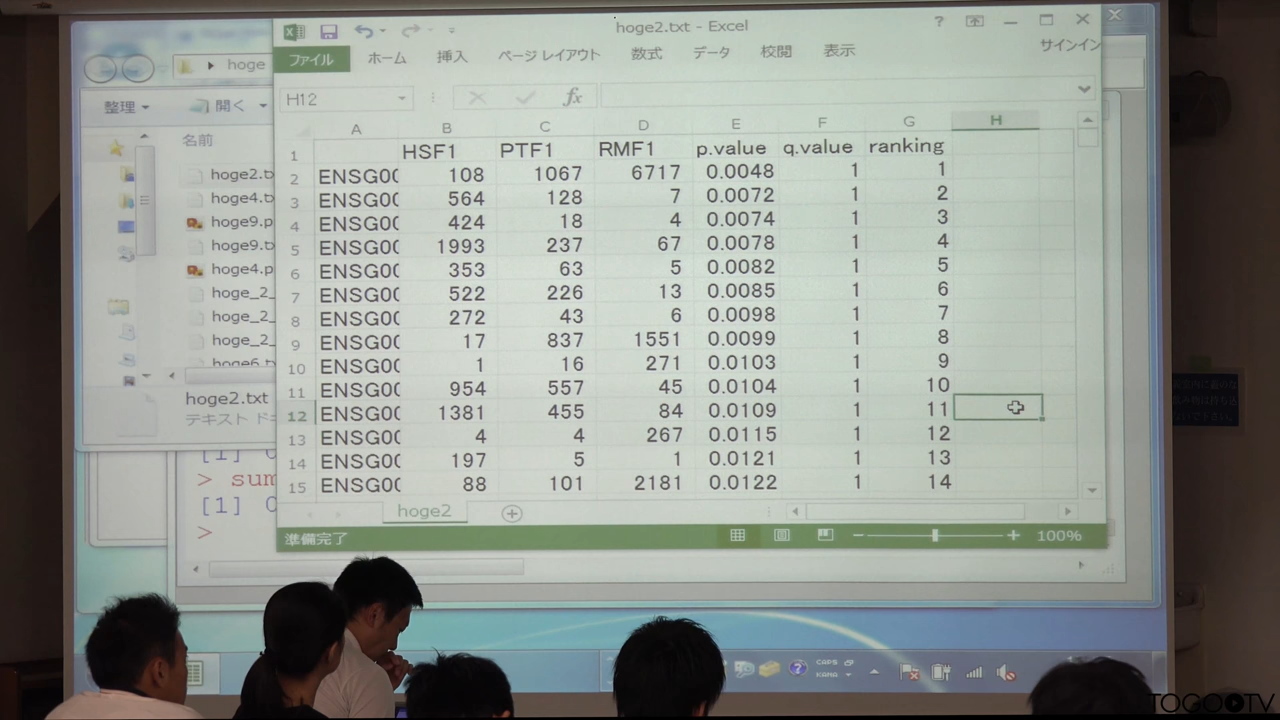 hoge2.txt - Excel
サインイン
ファイル ホーム 挿入 ページ レイアウト 数式 データ 校閲 表示
hoge
整理 開く
H12 fx
名前
A B C D E F G H
1 HSF1 PTF1 RMF1 p.value q.value ranking
2 ENSG00 108 1067 6717 0.0048 1 1
3 ENSG00 564 128 7 0.0072 1 2
4 ENSG00 424 18 4 0.0074 1 3
5 ENSG00 1993 237 67 0.0078 1 4
6 ENSG00 353 63 5 0.0082 1 5
7 ENSG00 522 226 13 0.0085 1 6
8 ENSG00 272 43 6 0.0098 1 7
9 ENSG00 17 837 1551 0.0099 1 8
10 ENSG00 1 16 271 0.0103 1 9
11 ENSG00 954 557 45 0.0104 1 10
12 ENSG00 1381 455 84 0.0109 1 11
13 ENSG00 4 4 267 0.0115 1 12
14 ENSG00 197 5 1 0.0121 1 13
15 ENSG00 88 101 2181 0.0122 1 14
hoge2.tx
hoge4.tx
hoge9.p
hoge9.tx
hoge4.p
hoge_2_
hoge_2_
hoge_2_
hoge6.txt
hoge2.txt
テキスト ド
hoge2
準備完了 100%
> sum
[1] 0
>
CAPS
KANA
TOGOTV